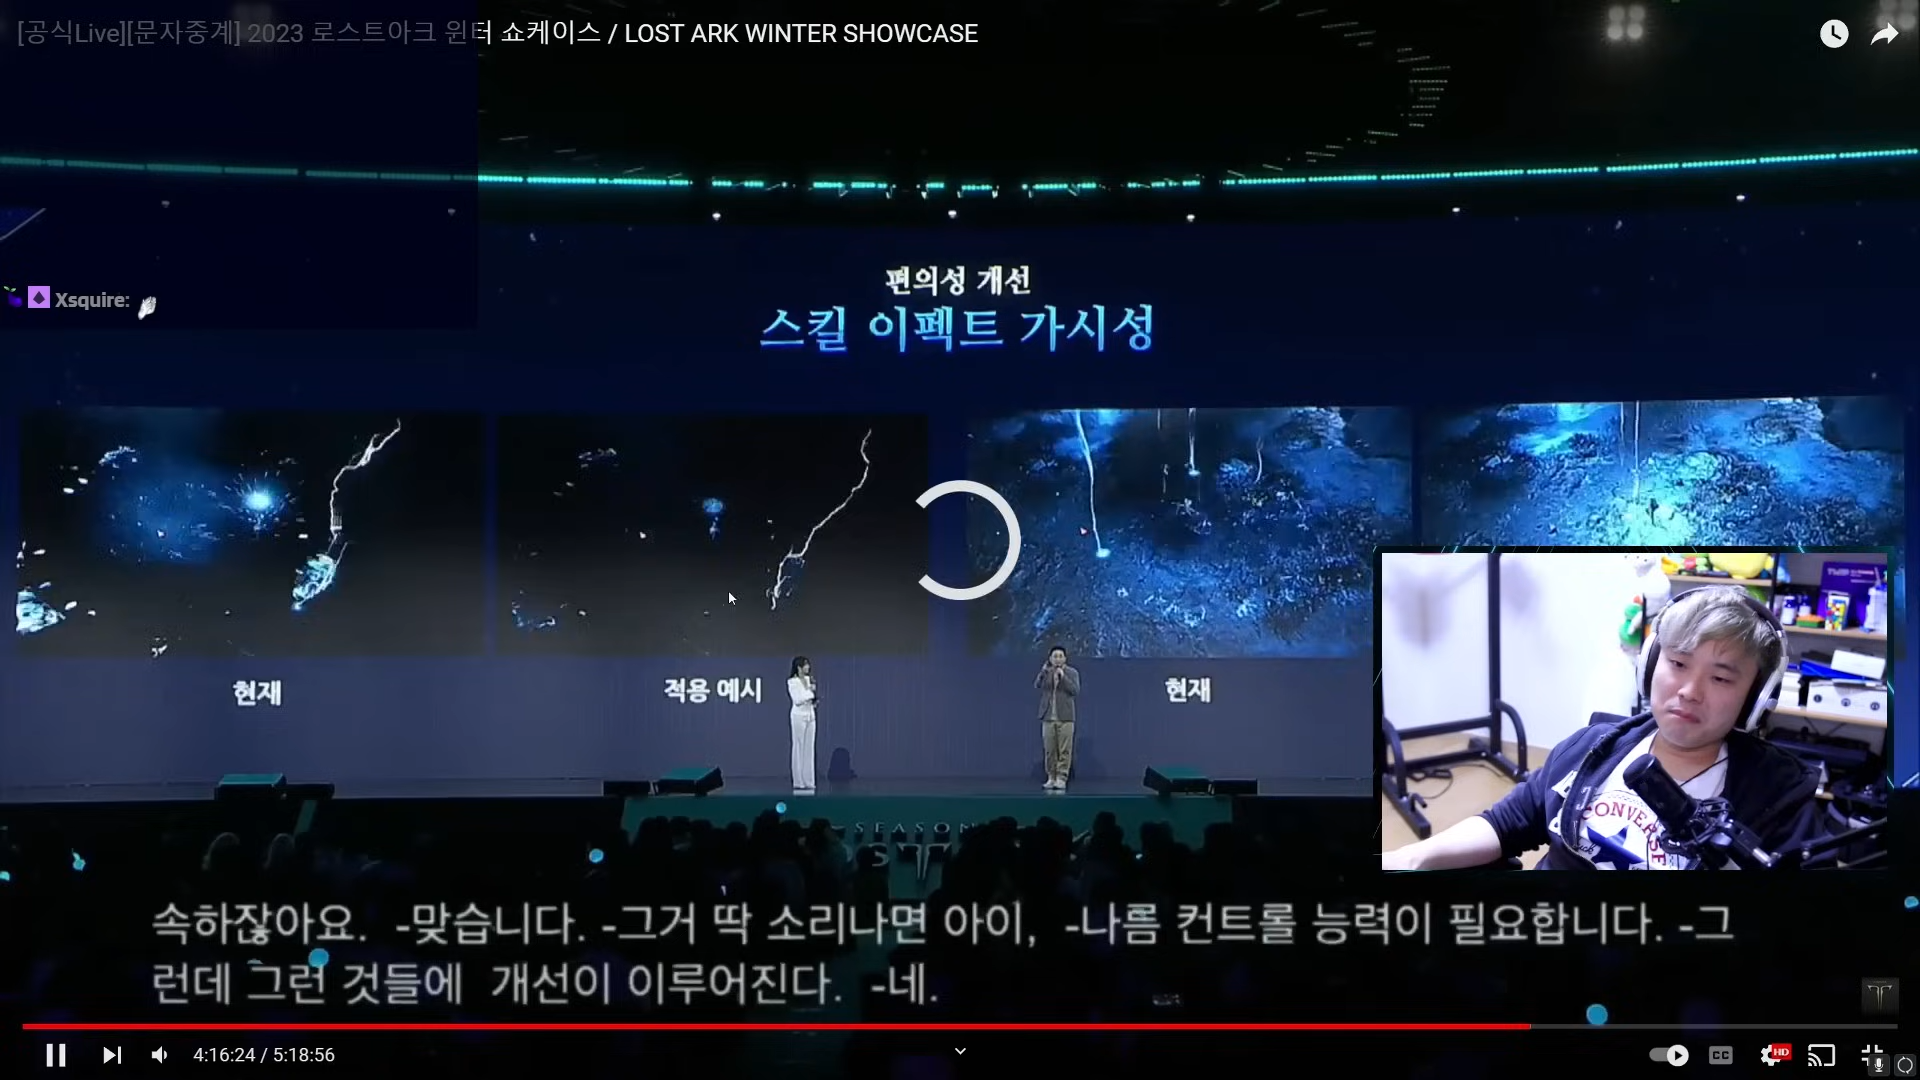 [공식Live][문자중계] 2023 로스트아크 윈터 쇼케이스 / LOST ARK WINTER SHOWCASE
편의성 개선
Xsquire:
스킬 이펙트 가시성
현재
적용 예시
현재
CONVERSE
SEASON
속하잖아요. -맞습니다. -그거 딱 소리나면 아이, -나름 컨트롤 능력이 필요합니다. -그
런데 그런 것들에 개선이 이루어진다. -네.
4:16:24 / 5:18:56
CC
HD